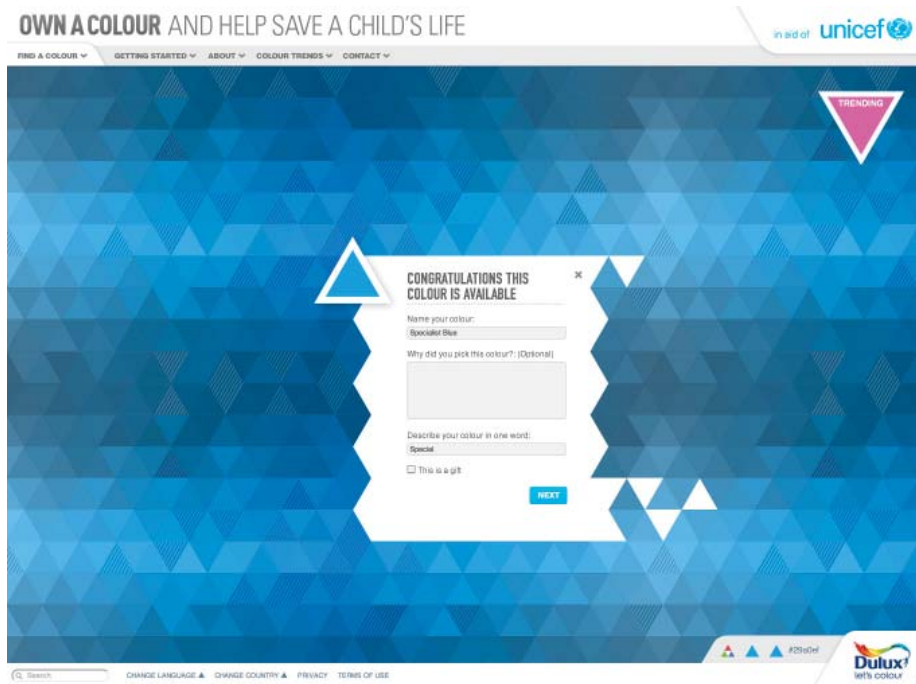 OWN A COLOUR AND HELP SAVE A CHILD'S LIFE
in aid of unicef
FIND A COLOUR GETTING STARTED ABOUT COLOUR TRENDS CONTACT
TRENDING
CONGRATULATIONS THIS
COLOUR IS AVAILABLE
Name your colour:
Specialist Blue
Why did you pick this colour?: (Optional)
Describe your colour in one word:
Special
This is a gift
NEXT
Dulux
let's colour
Search
CHANGE LANGUAGE CHANGE COUNTRY PRIVACY TERMS OF USE